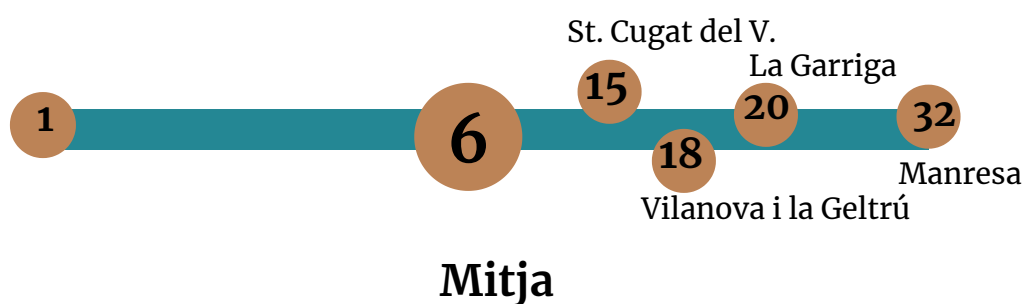 St. Cugat del V.
La Garriga
1
6
15
18
20
32
Manresa
Vilanova i la Geltrú
Mitja